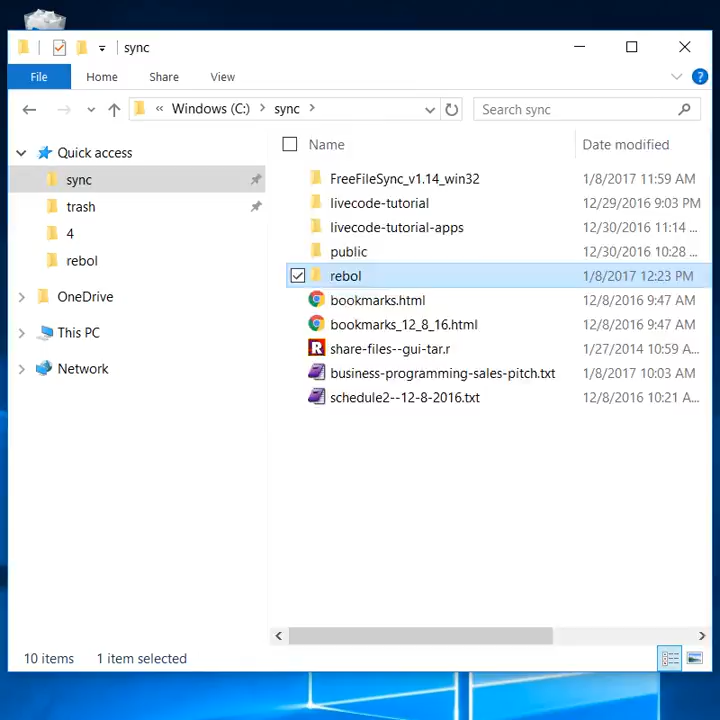 sync
File Home Share View ?
« Windows (C:) > sync >
Search sync
Name Date modified
Quick access
sync
trash
4
rebol
OneDrive
This PC
Network
FreeFileSync_v1.14_win32 1/8/2017 11:59 AM
livecode-tutorial 12/29/2016 9:03 PM
livecode-tutorial-apps 12/30/2016 11:14 ...
public 12/30/2016 10:28 ...
rebol 1/8/2017 12:23 PM
bookmarks.html 12/8/2016 9:47 AM
bookmarks_12_8_16.html 12/8/2016 9:47 AM
R share-files--gui-tar.r 1/27/2014 10:59 A...
business-programming-sales-pitch.txt 1/8/2017 10:03 AM
schedule2--12-8-2016.txt 12/8/2016 10:21 A...
10 items 1 item selected